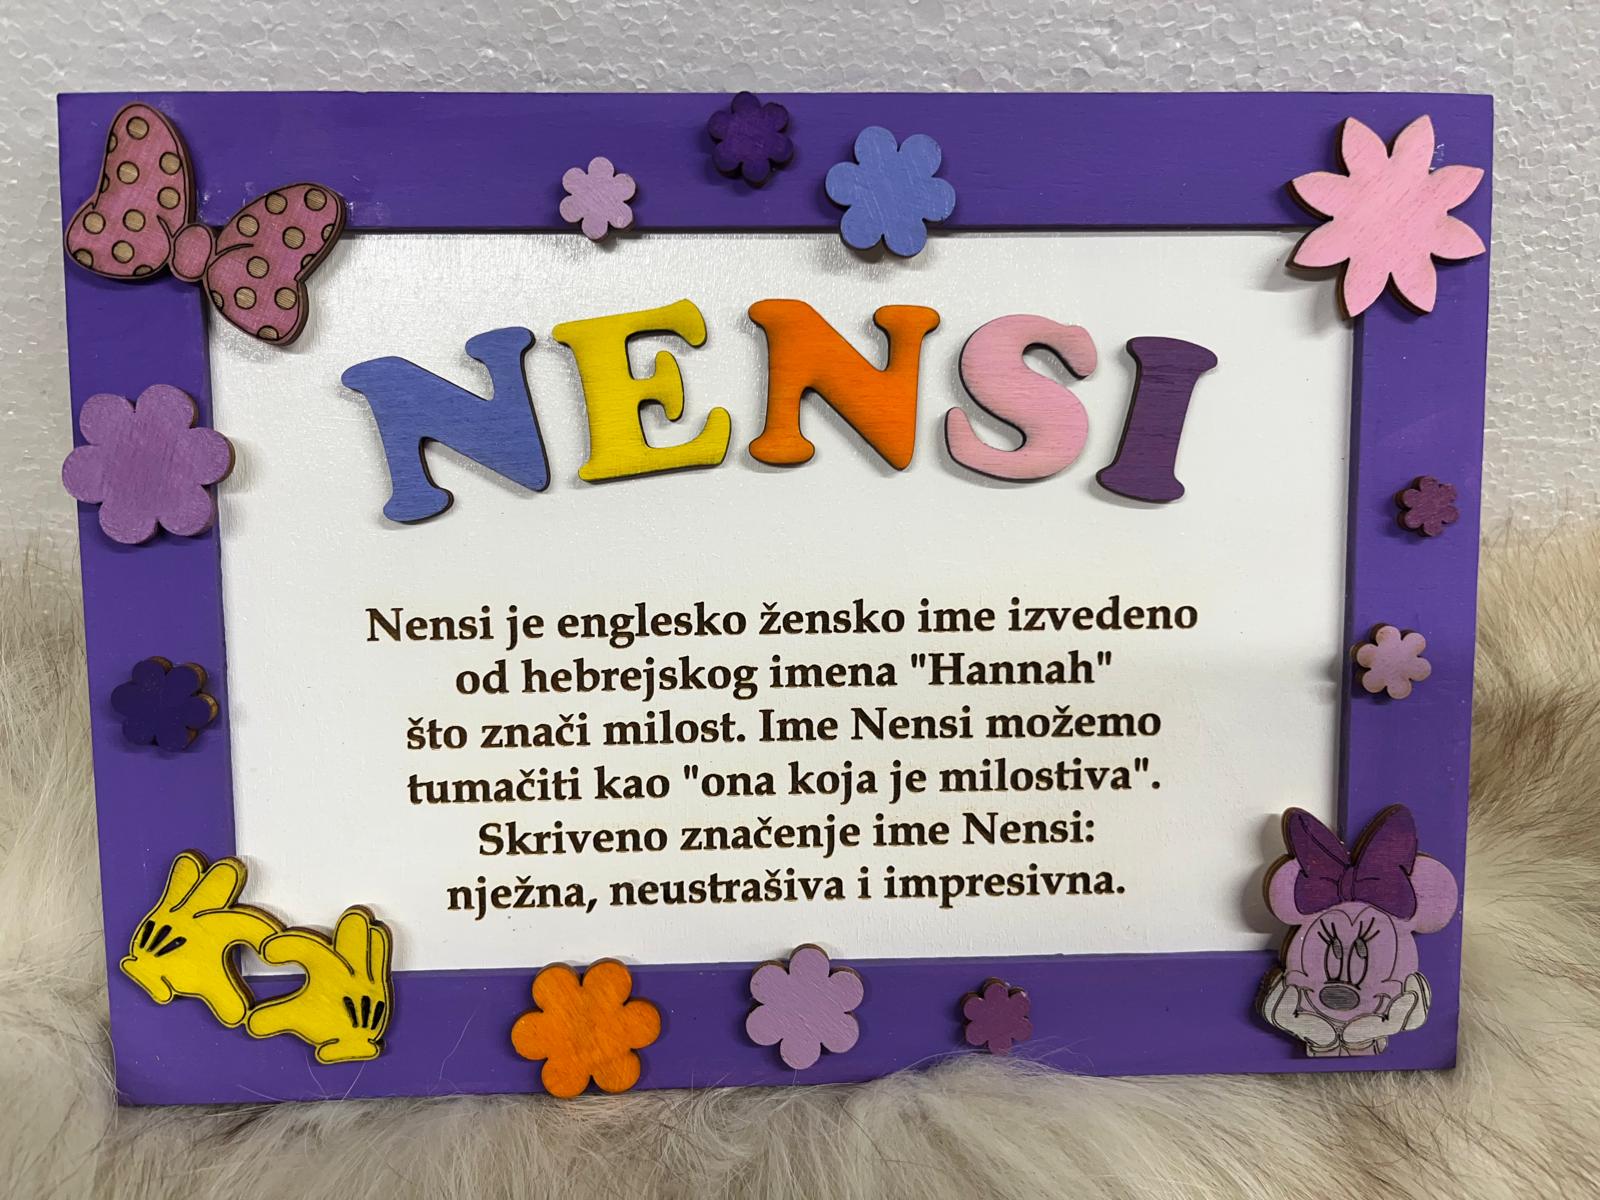 NENSI
Nensi je englesko žensko ime izvedeno
od hebrejskog imena "Hannah"
što znači milost. Ime Nensi možemo
tumačiti kao "ona koja je milostiva".
Skriveno značenje ime Nensi:
nježna, neustrašiva i impresivna.